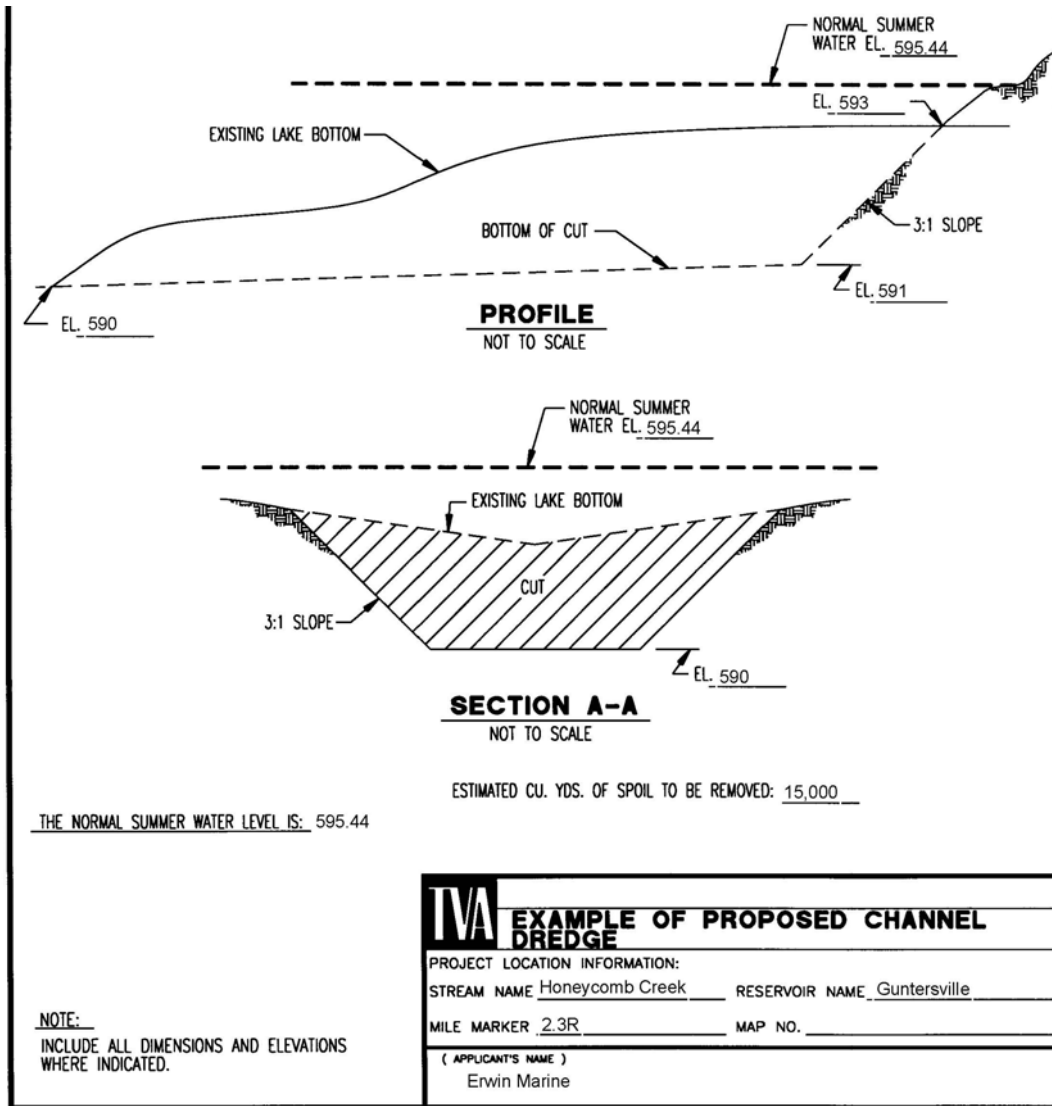 NORMAL SUMMER
WATER EL. 595.44
EL. 593
EXISTING LAKE BOTTOM
3:1 SLOPE
BOTTOM OF CUT
EL. 591
EL. 590
PROFILE
NOT TO SCALE
NORMAL SUMMER
WATER EL. 595.44
EXISTING LAKE BOTTOM
CUT
3:1 SLOPE
EL. 590
SECTION A-A
NOT TO SCALE
ESTIMATED CU. YDS. OF SPOIL TO BE REMOVED: 15,000
THE NORMAL SUMMER WATER LEVEL IS: 595.44
TVA
EXAMPLE OF PROPOSED CHANNEL
DREDGE
PROJECT LOCATION INFORMATION:
STREAM NAME Honeycomb Creek RESERVOIR NAME Guntersville
MILE MARKER 2.3R MAP NO.
NOTE:
INCLUDE ALL DIMENSIONS AND ELEVATIONS
WHERE INDICATED.
( APPLICANT'S NAME )
Erwin Marine